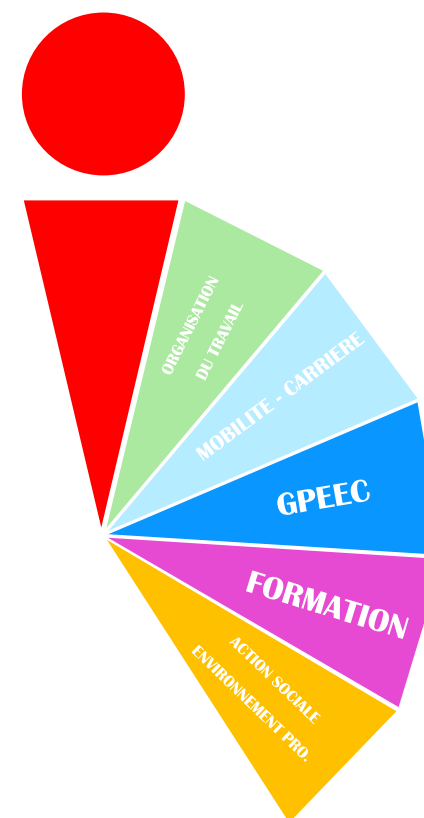 ORGANISATION
DU TRAVAIL
MOBILITE - CARRIERE
GPEEC
FORMATION
ACTION SOCIALE
ENVIRONNEMENT PRO.